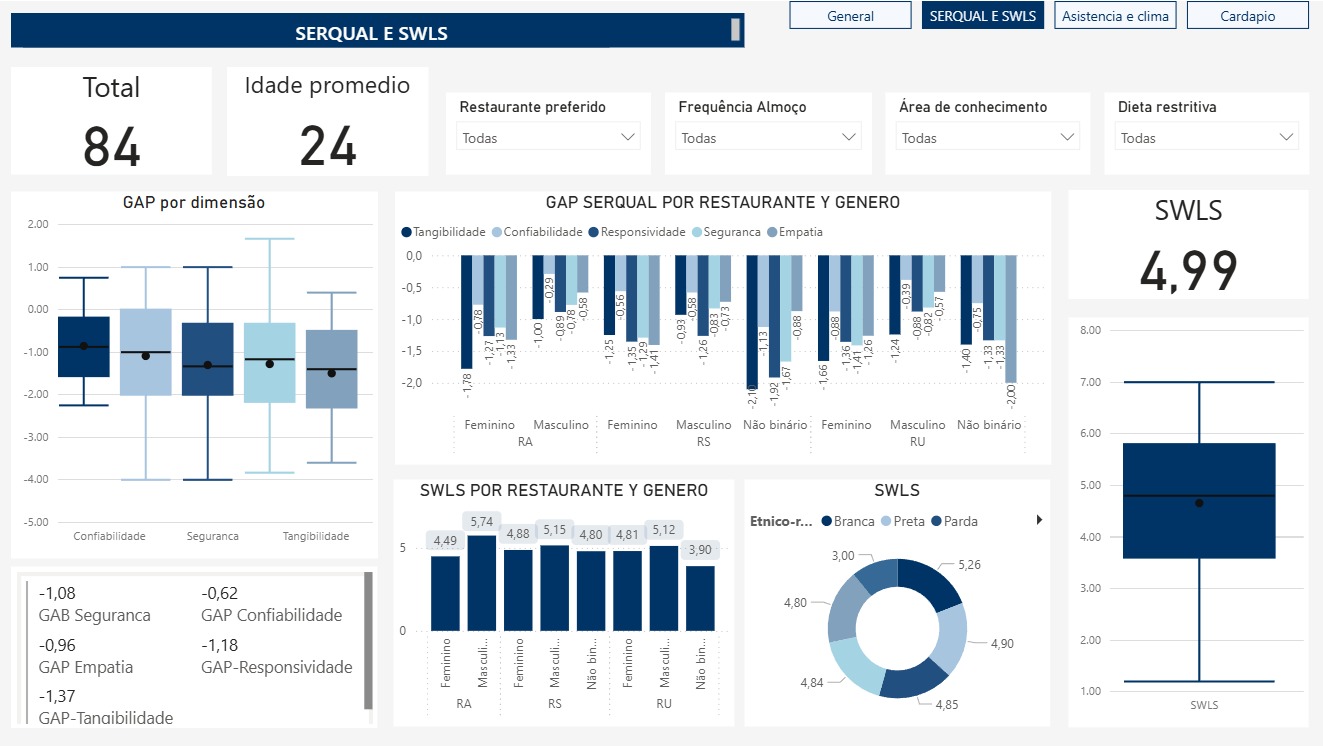 SERQUAL E SWLS
General
SERQUAL E SWLS
Asistencia e clima
Cardapio
Total
84
Idade promedio
24
Restaurante preferido
Todas
Frequência Almoço
Todas
Área de conhecimento
Todas
Dieta restritiva
Todas
GAP por dimensão
2.00
1.00
0.00
-1.00
-2.00
-3.00
-4.00
-5.00
Confiabilidade
Seguranca
Tangibilidade
GAP SERQUAL POR RESTAURANTE Y GENERO
Tangibilidade Confiabilidade Responsividade Seguranca Empatia
0,0
-0,5
-1,0
-1,5
-2,0
-1,78
-0,78
-1,27
-1,13
-1,33
-1,00
-0,29
-0,89
-0,78
-0,58
-1,25
-0,56
-1,35
-1,29
-1,41
-0,93
-0,58
-1,26
-0,83
-0,73
-2,10
-1,13
-1,92
-1,67
-0,88
-1,66
-0,88
-1,36
-1,41
-1,26
-1,24
-0,39
-0,88
-0,82
-0,57
-1,40
-0,75
-1,33
-1,33
-2,00
Feminino Masculino Feminino Masculino Não binário Feminino Masculino Não binário
RA RS RU
SWLS
4,99
8.00
7.00
6.00
5.00
4.00
3.00
2.00
1.00
SWLS
-1,08
GAB Seguranca
-0,62
GAP Confiabilidade
-0,96
GAP Empatia
-1,18
GAP-Responsividade
-1,37
GAP-Tangibilidade
SWLS POR RESTAURANTE Y GENERO
5
0
4,49
5,74
4,88
5,15
4,80
4,81
5,12
3,90
Feminino
Masculi...
Feminino
Masculi...
Não bin...
Feminino
Masculi...
Não bin...
RA RS RU
SWLS
Etnico-r... Branca Preta Parda
5,26
4,90
4,85
4,84
4,80
3,00